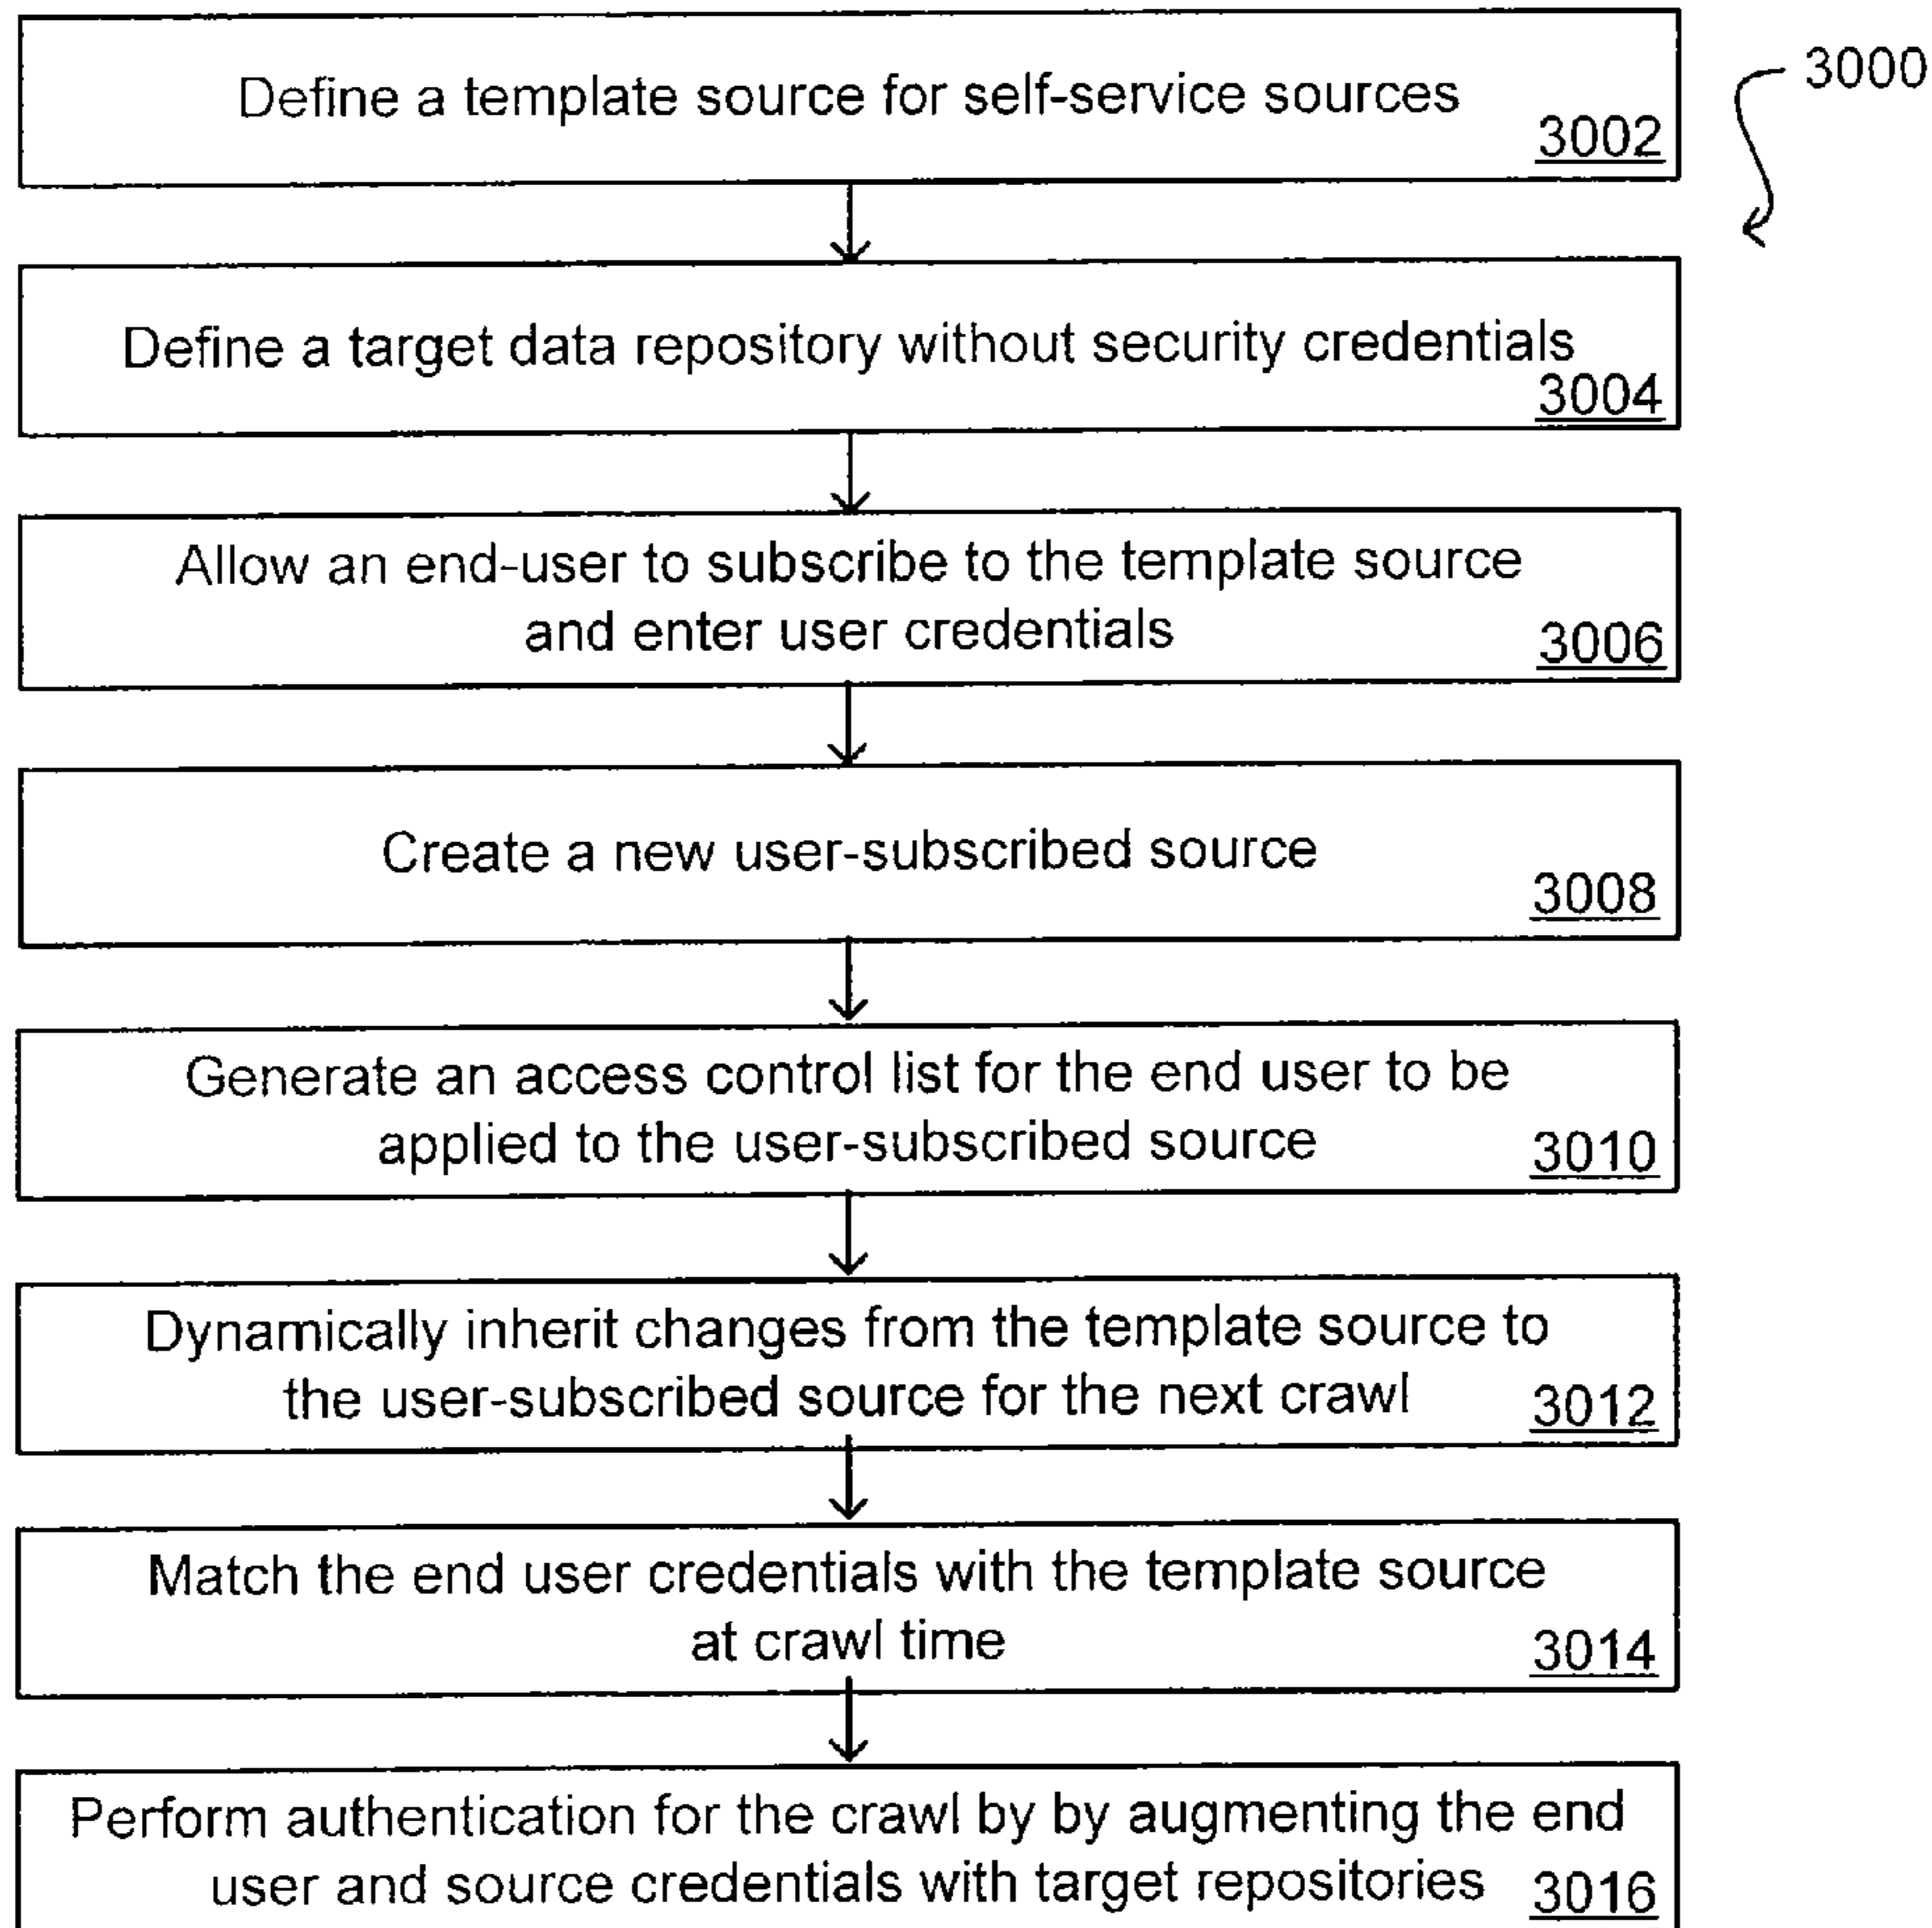 3000
Define a template source for self-service sources
3002
Define a target data repository without security credentials
3004
Allow an end-user to subscribe to the template source
and enter user credentials
3006
Create a new user-subscribed source
3008
Generate an access control list for the end user to be
applied to the user-subscribed source
3010
Dynamically inherit changes from the template source to
the user-subscribed source for the next crawl
3012
Match the end user credentials with the template source
at crawl time
3014
Perform authentication for the crawl by by augmenting the end
user and source credentials with target repositories
3016